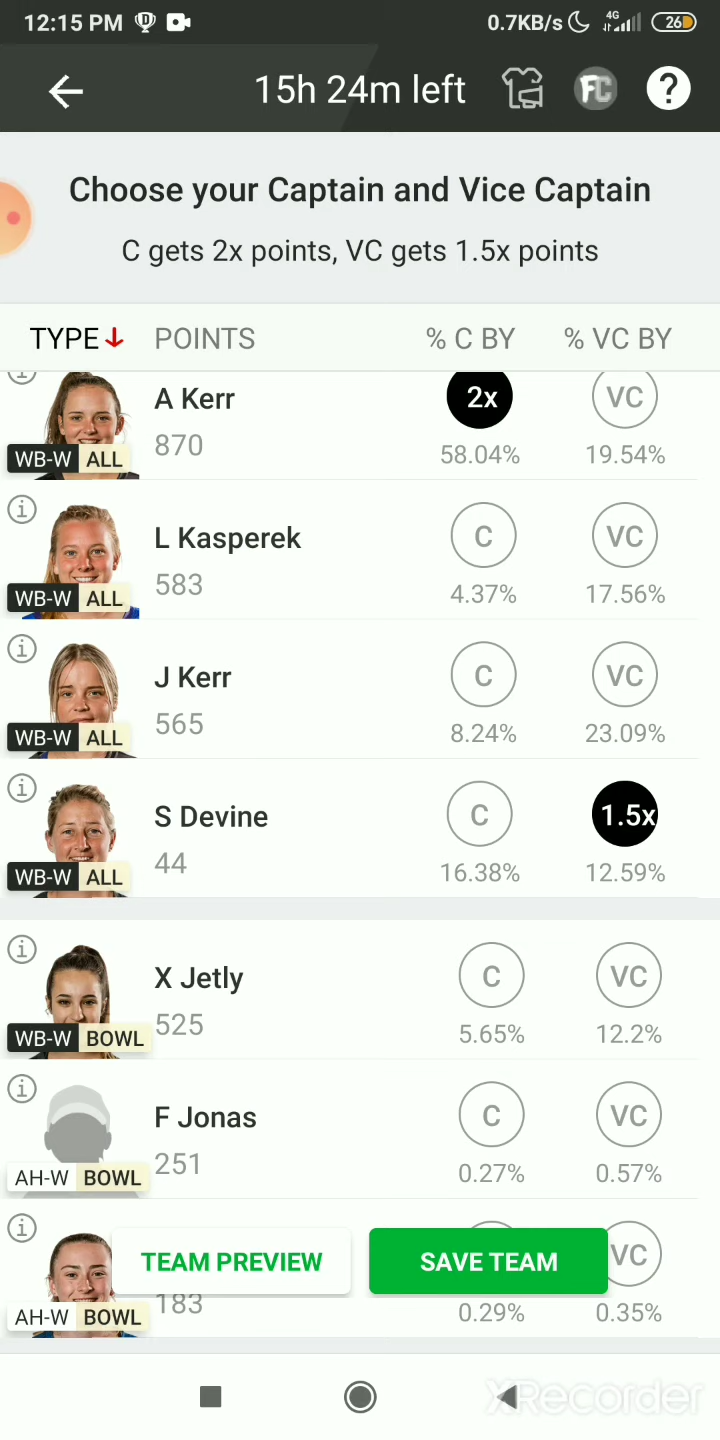 12:15 PM 0.7KB/s 4G 26
15h 24m left FC ?
Choose your Captain and Vice Captain
C gets 2x points, VC gets 1.5x points
TYPE POINTS % C BY % VC BY
A Kerr 2x VC
870 58.04% 19.54%
WB-W ALL
L Kasperek C VC
583 4.37% 17.56%
WB-W ALL
J Kerr C VC
565 8.24% 23.09%
WB-W ALL
S Devine C 1.5x
44 16.38% 12.59%
WB-W ALL
X Jetly C VC
525 5.65% 12.2%
WB-W BOWL
F Jonas C VC
251 0.27% 0.57%
AH-W BOWL
TEAM PREVIEW SAVE TEAM VC
183 0.29% 0.35%
AH-W BOWL
XRecorder